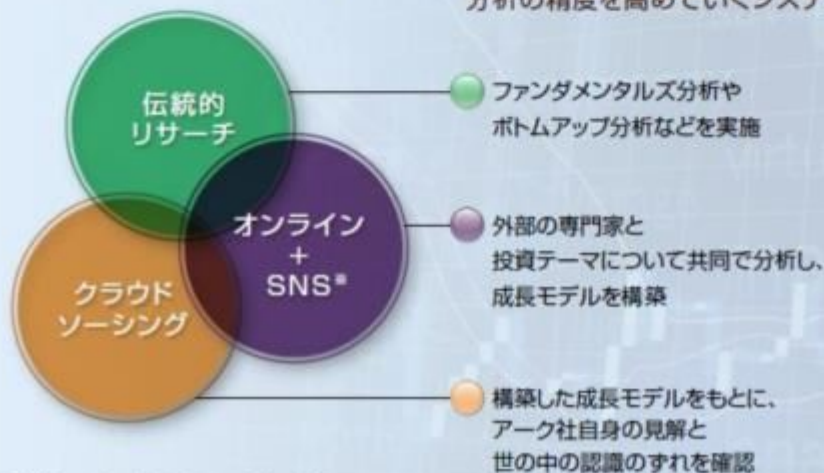 分析の精度を高めていくシステ
伝統的
リサーチ
ファンダメンタルズ分析や
ボトムアップ分析などを実施
オンライン
+
SNS※
外部の専門家と
投資テーマについて共同で分析し、
成長モデルを構築
クラウド
ソーシング
構築した成長モデルをもとに、
アーク社自身の見解と
世の中の認識のずれを確認